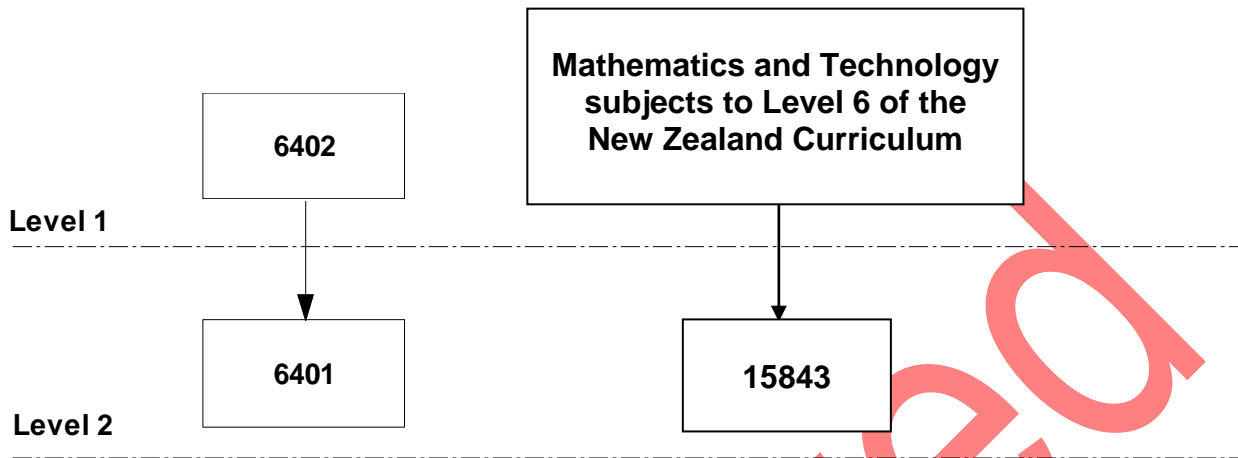 Mathematics and Technology
subjects to Level 6 of the
New Zealand Curriculum
6402
Level 1
6401
15843
Level 2